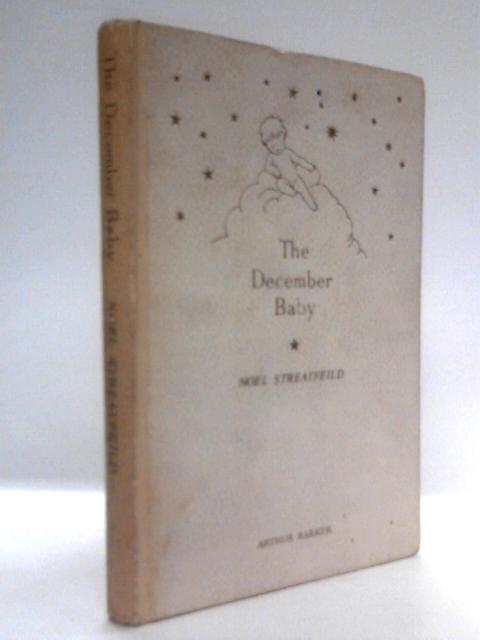 The December Baby NOEL STREATFEILD
The
December
Baby
NOEL STREATFEILD
ARTHUR BARKER